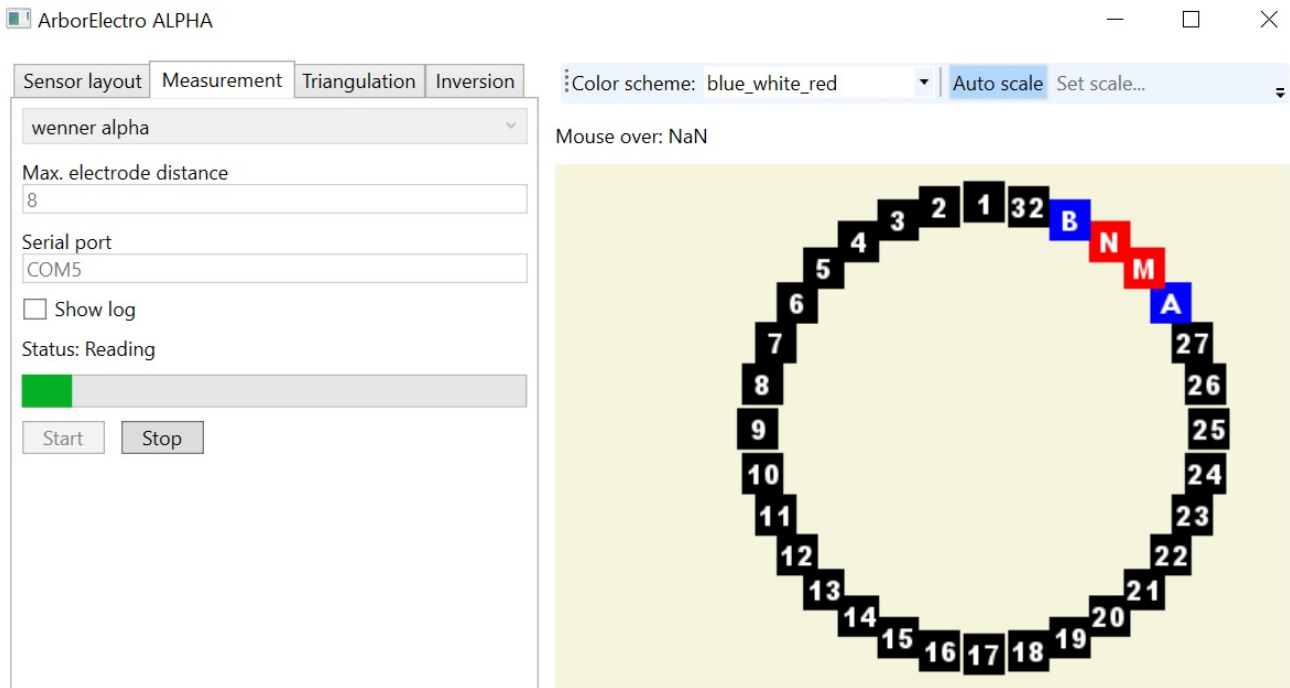 ArborElectro ALPHA
Sensor layout Measurement Triangulation Inversion
wenner alpha
Max. electrode distance
8
Serial port
COM5
Show log
Status: Reading
Start Stop
Color scheme: blue_white_red Auto scale Set scale...
Mouse over: NaN
1
2
3
4
5
6
7
8
9
10
11
12
13
14
15
16
17
18
19
20
21
22
23
24
25
26
27
A
M
N
B
32